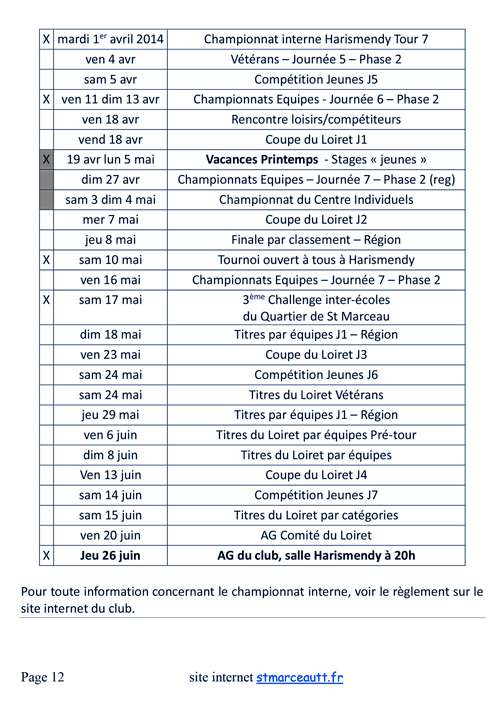 X mardi 1er avril 2014 Championnat interne Harismendy Tour 7
ven 4 avr Vétérans – Journée 5 – Phase 2
sam 5 avr Compétition Jeunes J5
X ven 11 dim 13 avr Championnats Equipes - Journée 6 – Phase 2
ven 18 avr Rencontre loisirs/compétiteurs
vend 18 avr Coupe du Loiret J1
X 19 avr lun 5 mai Vacances Printemps - Stages « jeunes »
dim 27 avr Championnats Equipes – Journée 7 – Phase 2 (reg)
sam 3 dim 4 mai Championnat du Centre Individuels
mer 7 mai Coupe du Loiret J2
jeu 8 mai Finale par classement – Région
X sam 10 mai Tournoi ouvert à tous à Harismendy
ven 16 mai Championnats Equipes – Journée 7 – Phase 2
X sam 17 mai 3ème Challenge inter-écoles
du Quartier de St Marceau
dim 18 mai Titres par équipes J1 – Région
ven 23 mai Coupe du Loiret J3
sam 24 mai Compétition Jeunes J6
sam 24 mai Titres du Loiret Vétérans
jeu 29 mai Titres par équipes J1 – Région
ven 6 juin Titres du Loiret par équipes Pré-tour
dim 8 juin Titres du Loiret par équipes
Ven 13 juin Coupe du Loiret J4
sam 14 juin Compétition Jeunes J7
sam 15 juin Titres du Loiret par catégories
ven 20 juin AG Comité du Loiret
X Jeu 26 juin AG du club, salle Harismendy à 20h
Pour toute information concernant le championnat interne, voir le règlement sur le
site internet du club.
Page 12 site internet stmarceautt.fr